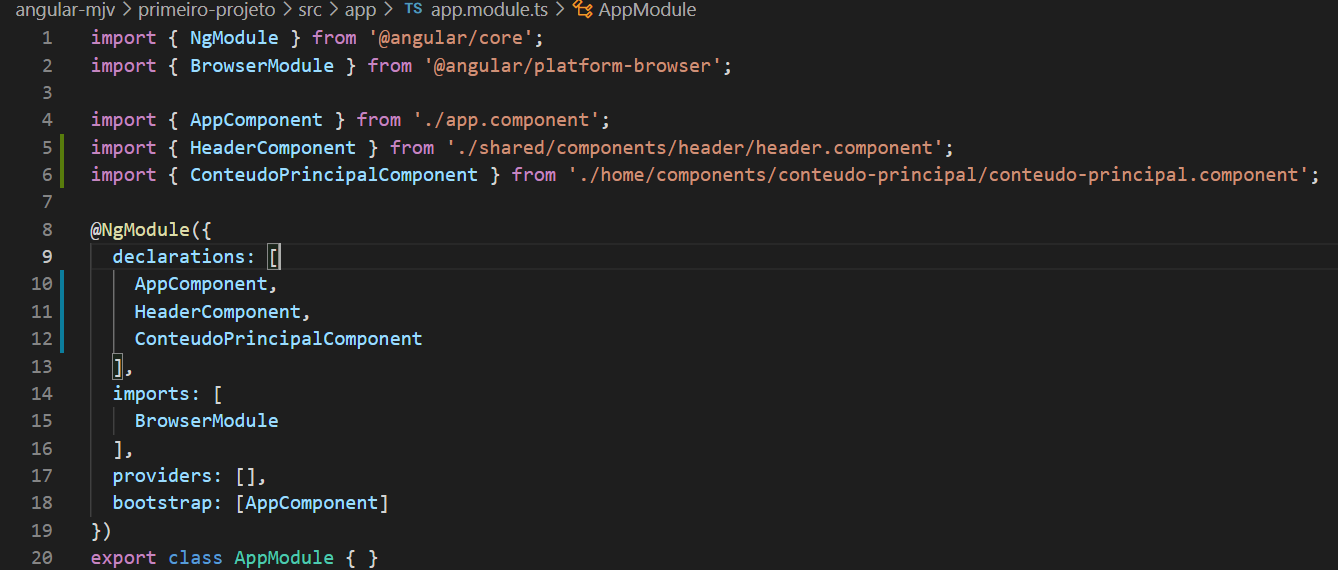 angular-mjv > primeiro-projeto > src > app > TS app.module.ts > AppModule
1 import { NgModule } from '@angular/core';
2 import { BrowserModule } from '@angular/platform-browser';
3
4 import { AppComponent } from './app.component';
5 import { HeaderComponent } from './shared/components/header/header.component';
6 import { ConteudoPrincipalComponent } from './home/components/conteudo-principal/conteudo-principal.component';
7
8 @NgModule({
9   declarations: [
10     AppComponent,
11     HeaderComponent,
12     ConteudoPrincipalComponent
13   ],
14   imports: [
15     BrowserModule
16   ],
17   providers: [],
18   bootstrap: [AppComponent]
19 })
20 export class AppModule { }